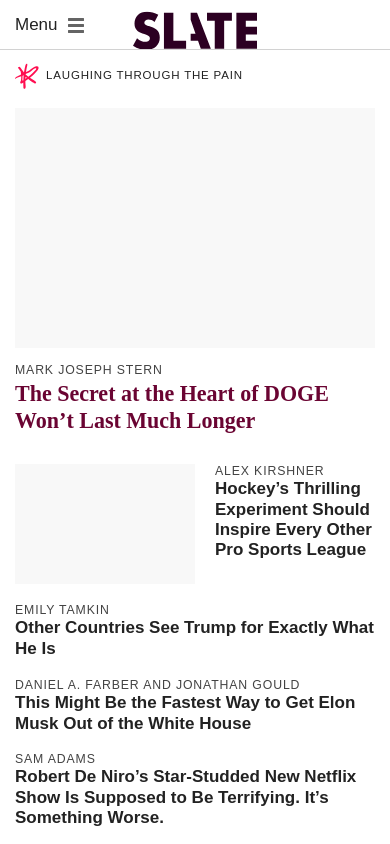 Menu
SLATE
LAUGHING THROUGH THE PAIN
MARK JOSEPH STERN
The Secret at the Heart of DOGE
Won’t Last Much Longer
ALEX KIRSHNER
Hockey’s Thrilling
Experiment Should
Inspire Every Other
Pro Sports League
EMILY TAMKIN
Other Countries See Trump for Exactly What
He Is
DANIEL A. FARBER AND JONATHAN GOULD
This Might Be the Fastest Way to Get Elon
Musk Out of the White House
SAM ADAMS
Robert De Niro’s Star-Studded New Netflix
Show Is Supposed to Be Terrifying. It’s
Something Worse.